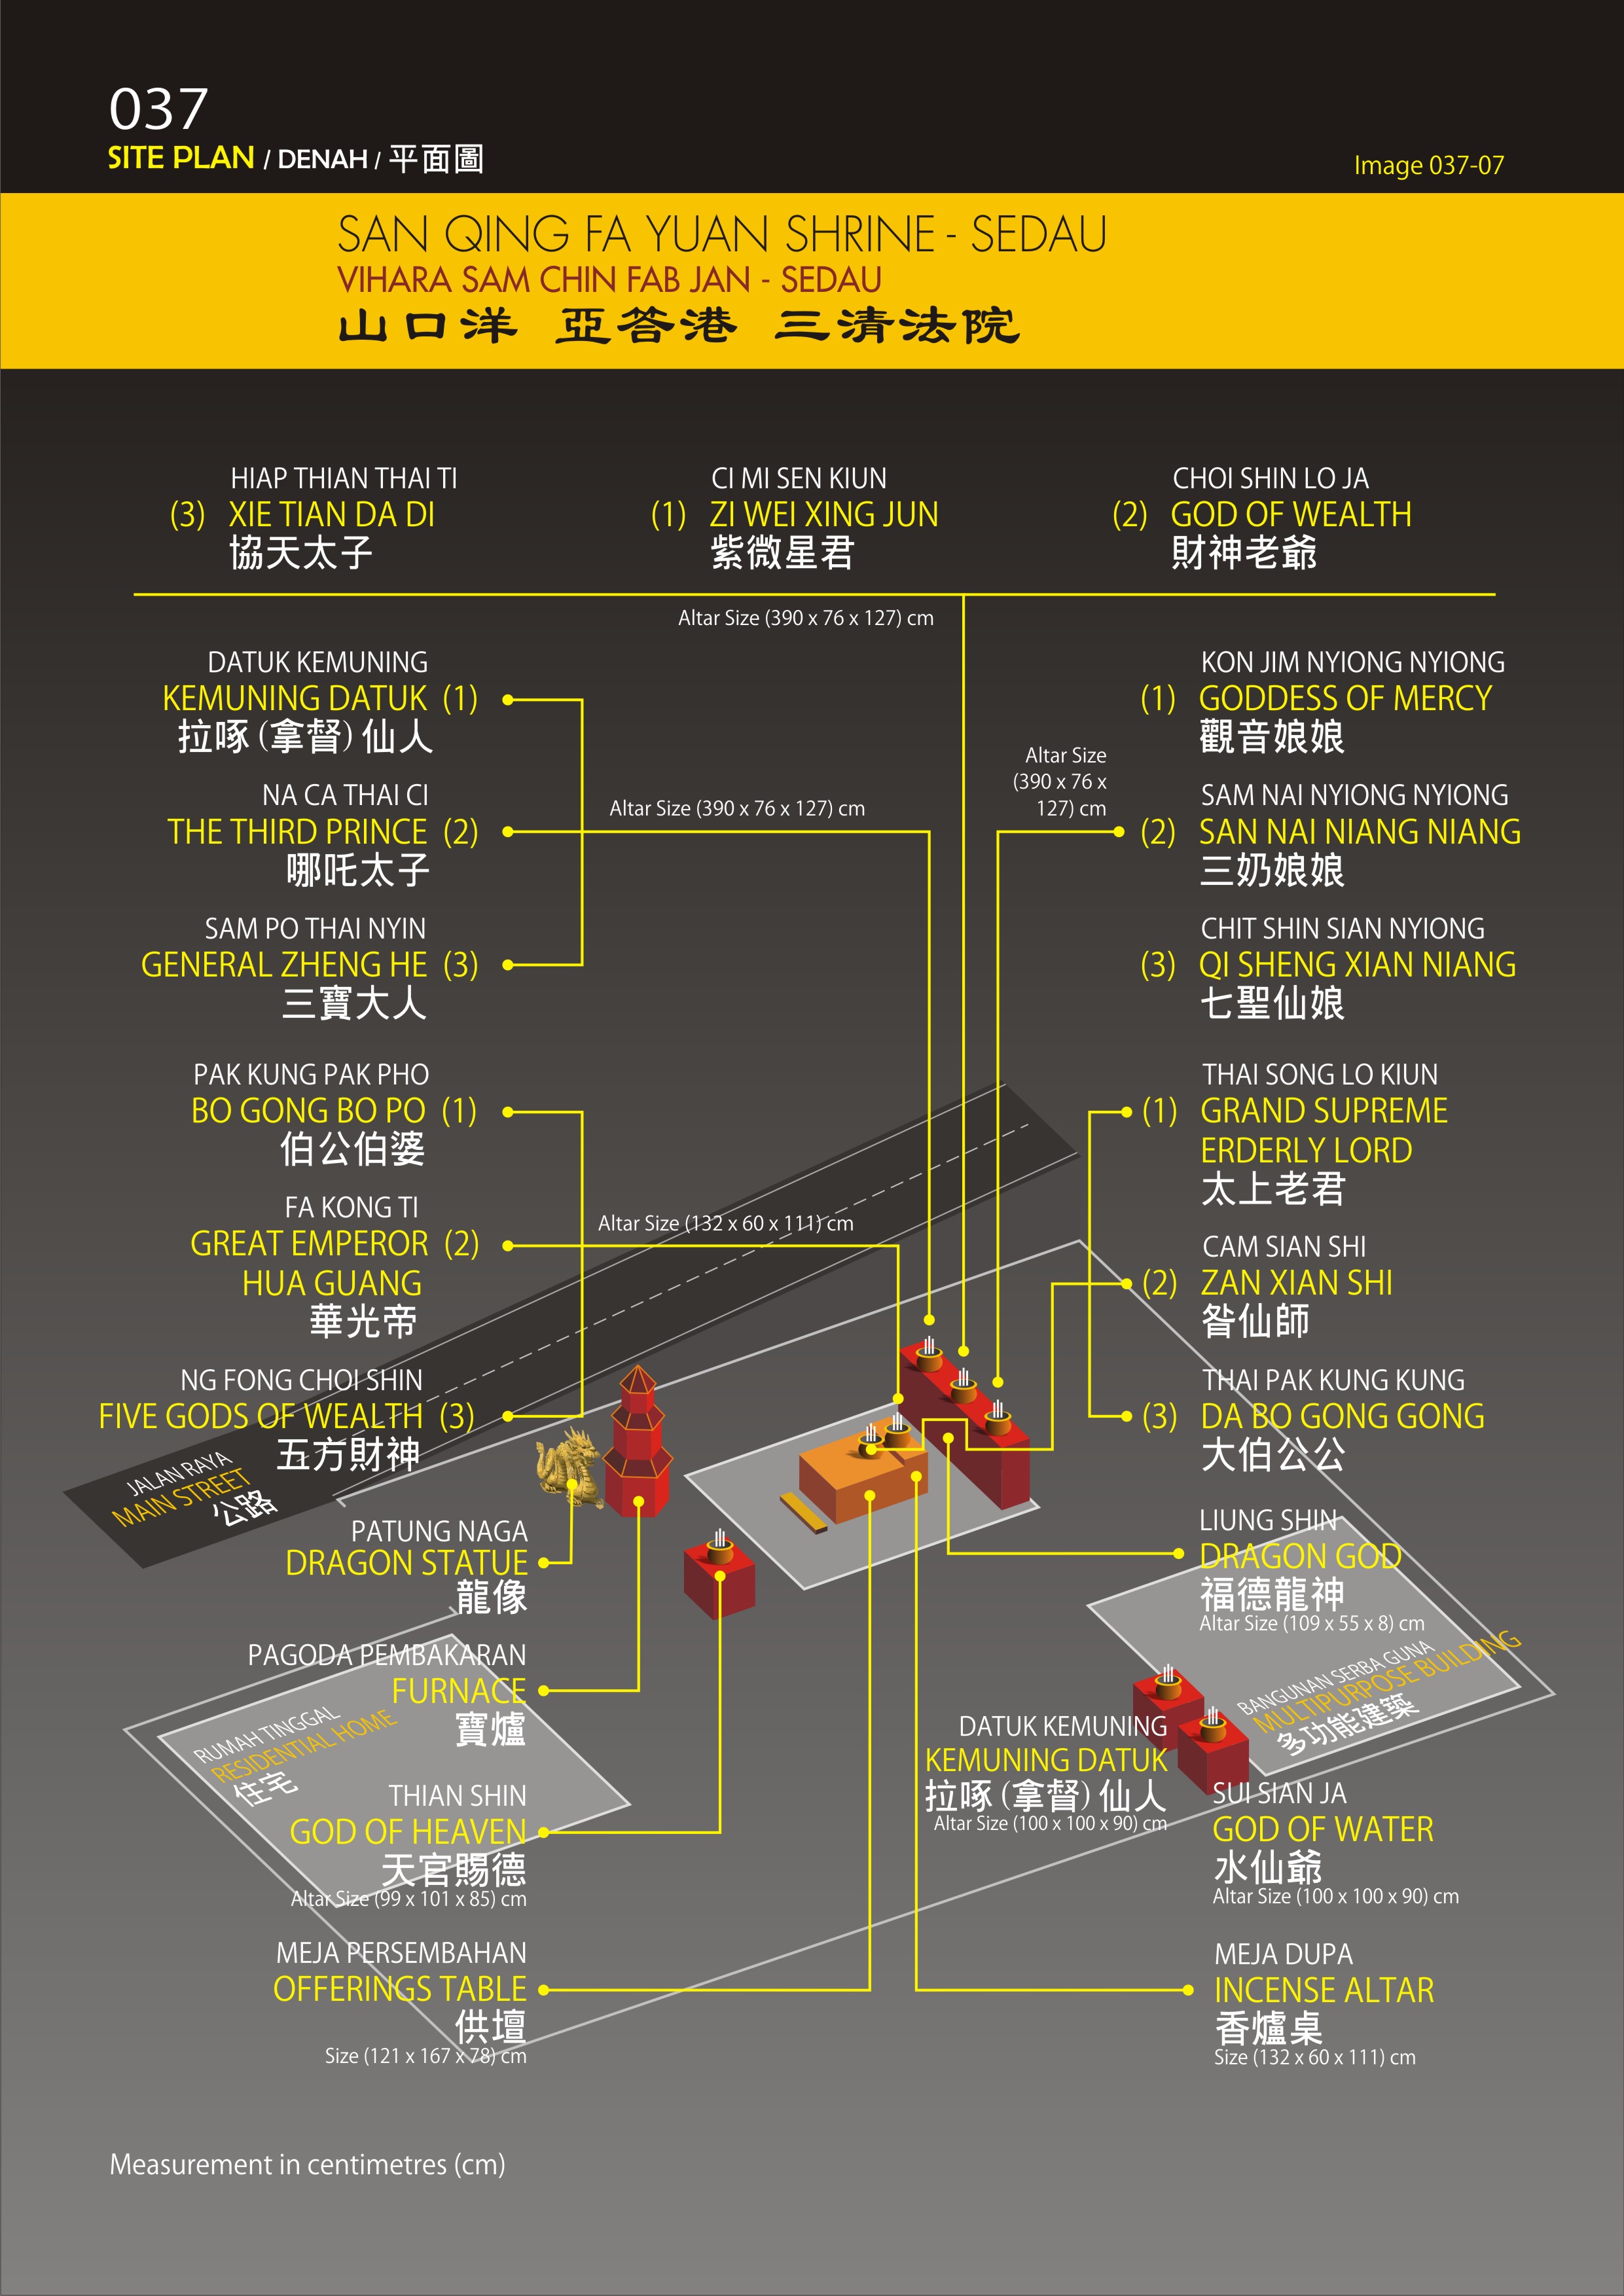 037
SITE PLAN / DENAH / 平面圖
Image 037-07
SAN QING FA YUAN SHRINE - SEDAU
VIHARA SAM CHIN FAB JAN - SEDAU
山口洋 亞答港 三清法院
HIAP THIAN THAI TI
(3) XIE TIAN DA DI
協天太子
CI MI SEN KIUN
(1) ZI WEI XING JUN
紫微星君
CHOI SHIN LO JA
(2) GOD OF WEALTH
財神老爺
Altar Size (390 x 76 x 127) cm
DATUK KEMUNING
KEMUNING DATUK (1)
拉啄(拿督)仙人
NA CA THAI CI
THE THIRD PRINCE (2)
哪吒太子
SAM PO THAI NYIN
GENERAL ZHENG HE (3)
三寶大人
Altar Size (390 x 76 x 127) cm
Altar Size
(390 x 76 x
127) cm
KON JIM NYIONG NYIONG
(1) GODDESS OF MERCY
觀音娘娘
SAM NAI NYIONG NYIONG
(2) SAN NAI NIANG NIANG
三奶娘娘
CHIT SHIN SIAN NYIONG
(3) QI SHENG XIAN NIANG
七聖仙娘
PAK KUNG PAK PHO
BO GONG BO PO (1)
伯公伯婆
FA KONG TI
GREAT EMPEROR (2)
HUA GUANG
華光帝
NG FONG CHOI SHIN
FIVE GODS OF WEALTH (3)
五方財神
Altar Size (132 x 60 x 111) cm
THAI SONG LO KIUN
(1) GRAND SUPREME
ERDERLY LORD
太上老君
CAM SIAN SHI
(2) ZAN XIAN SHI
昝仙師
THAI PAK KUNG KUNG
(3) DA BO GONG GONG
大伯公公
JALAN RAYA
MAIN STREET
公路
PATUNG NAGA
DRAGON STATUE
龍像
LIUNG SHIN
DRAGON GOD
福德龍神
Altar Size (109 x 55 x 8) cm
PAGODA PEMBAKARAN
FURNACE
寶爐
RUMAH TINGGAL
RESIDENTIAL HOME
住宅
BANGUNAN SERBA GUNA
MULTIPURPOSE BUILDING
多功能建築
DATUK KEMUNING
KEMUNING DATUK
拉啄(拿督)仙人
Altar Size (100 x 100 x 90) cm
SUI SIAN JA
GOD OF WATER
水仙爺
Altar Size (100 x 100 x 90) cm
THIAN SHIN
GOD OF HEAVEN
天官賜德
Altar Size (99 x 101 x 85) cm
MEJA PERSEMBAHAN
OFFERINGS TABLE
供壇
Size (121 x 167 x 78) cm
MEJA DUPA
INCENSE ALTAR
香爐桌
Size (132 x 60 x 111) cm
Measurement in centimetres (cm)